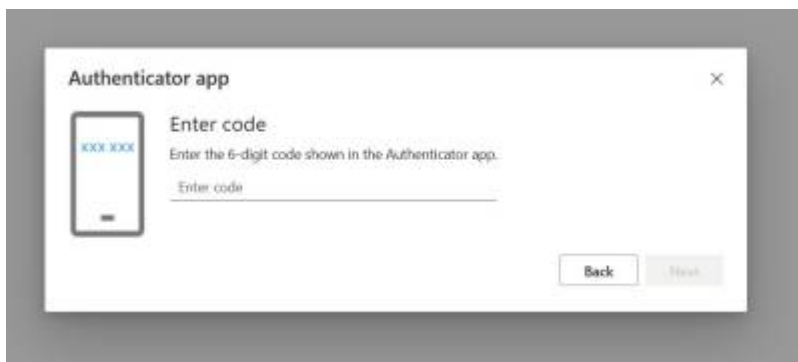 Authenticator app
xxx xxx
Enter code
Enter the 6-digit code shown in the Authenticator app.
Enter code
Back
Next